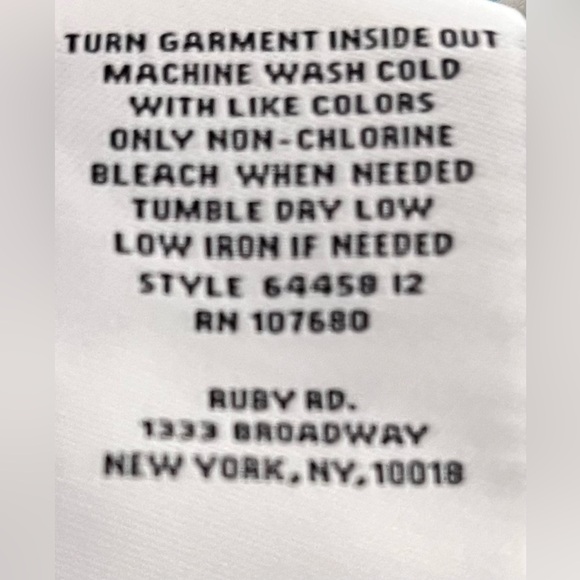 TURN GARMENT INSIDE OUT
MACHINE WASH COLD
WITH LIKE COLORS
ONLY NON-CHLORINE
BLEACH WHEN NEEDED
TUMBLE DRY LOW
LOW IRON IF NEEDED
STYLE 64458 12
RN 107680
RUBY RD.
1333 BROADWAY
NEW YORK, NY, 10018